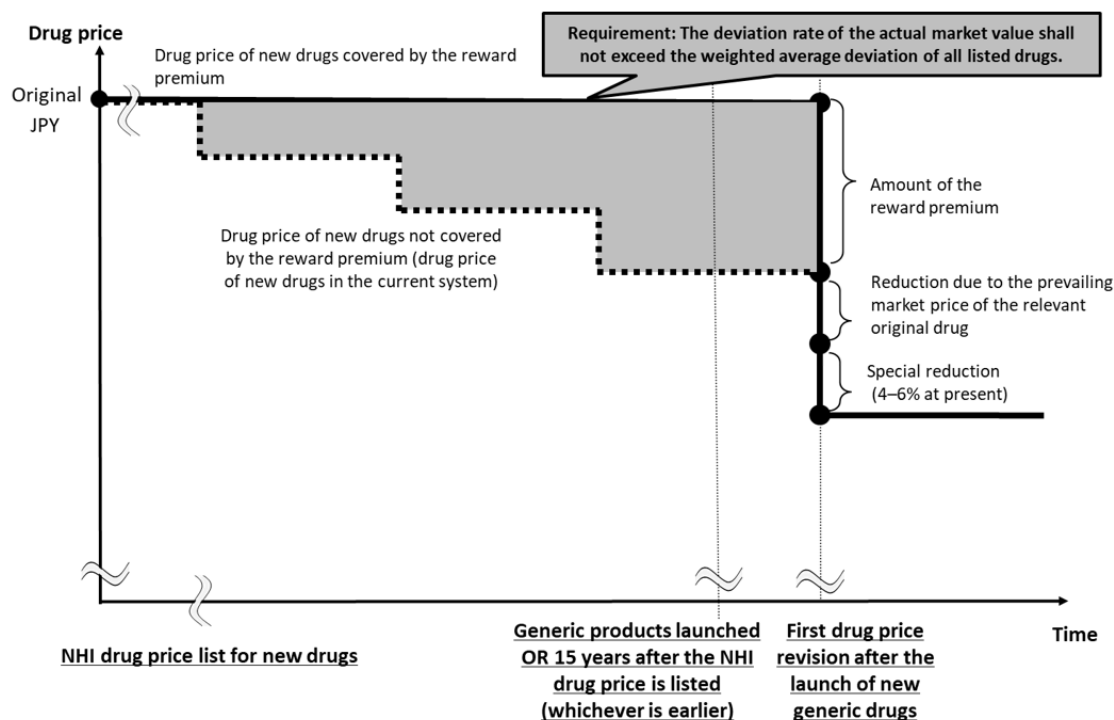 Drug price
Drug price of new drugs covered by the reward
premium
Requirement: The deviation rate of the actual market value shall
not exceed the weighted average deviation of all listed drugs.
Original
JPY
Amount of the
reward premium
Drug price of new drugs not covered
by the reward premium (drug price
of new drugs in the current system)
Reduction due to the prevailing
market price of the relevant
original drug
Special reduction
(4–6% at present)
Time
NHI drug price list for new drugs
Generic products launched
OR 15 years after the NHI
drug price is listed
(whichever is earlier)
First drug price
revision after the
launch of new
generic drugs